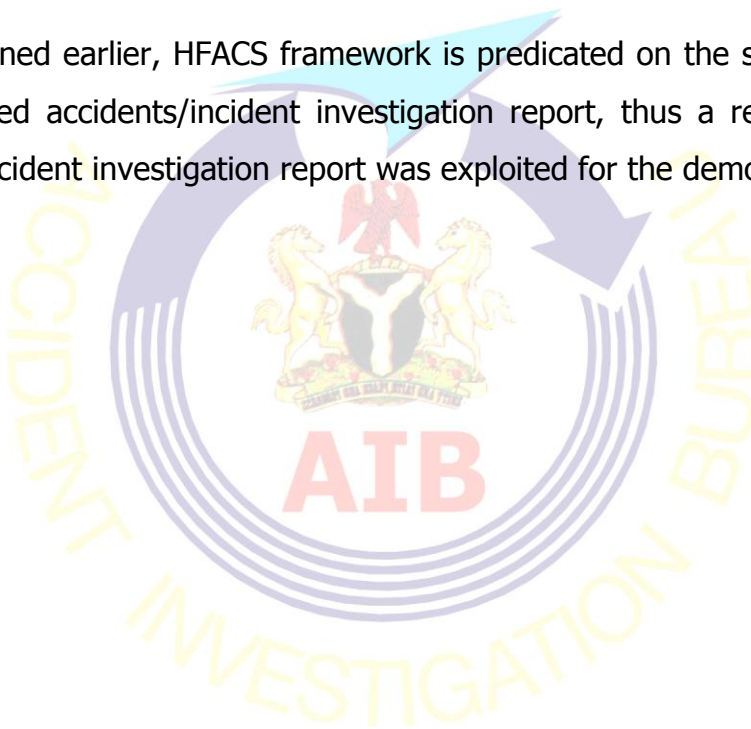 ned earlier, HFACS framework is predicated on the s
ed accidents/incident investigation report, thus a re
cident investigation report was exploited for the demo
ACCIDENT INVESTIGATION BUREAU
AIB